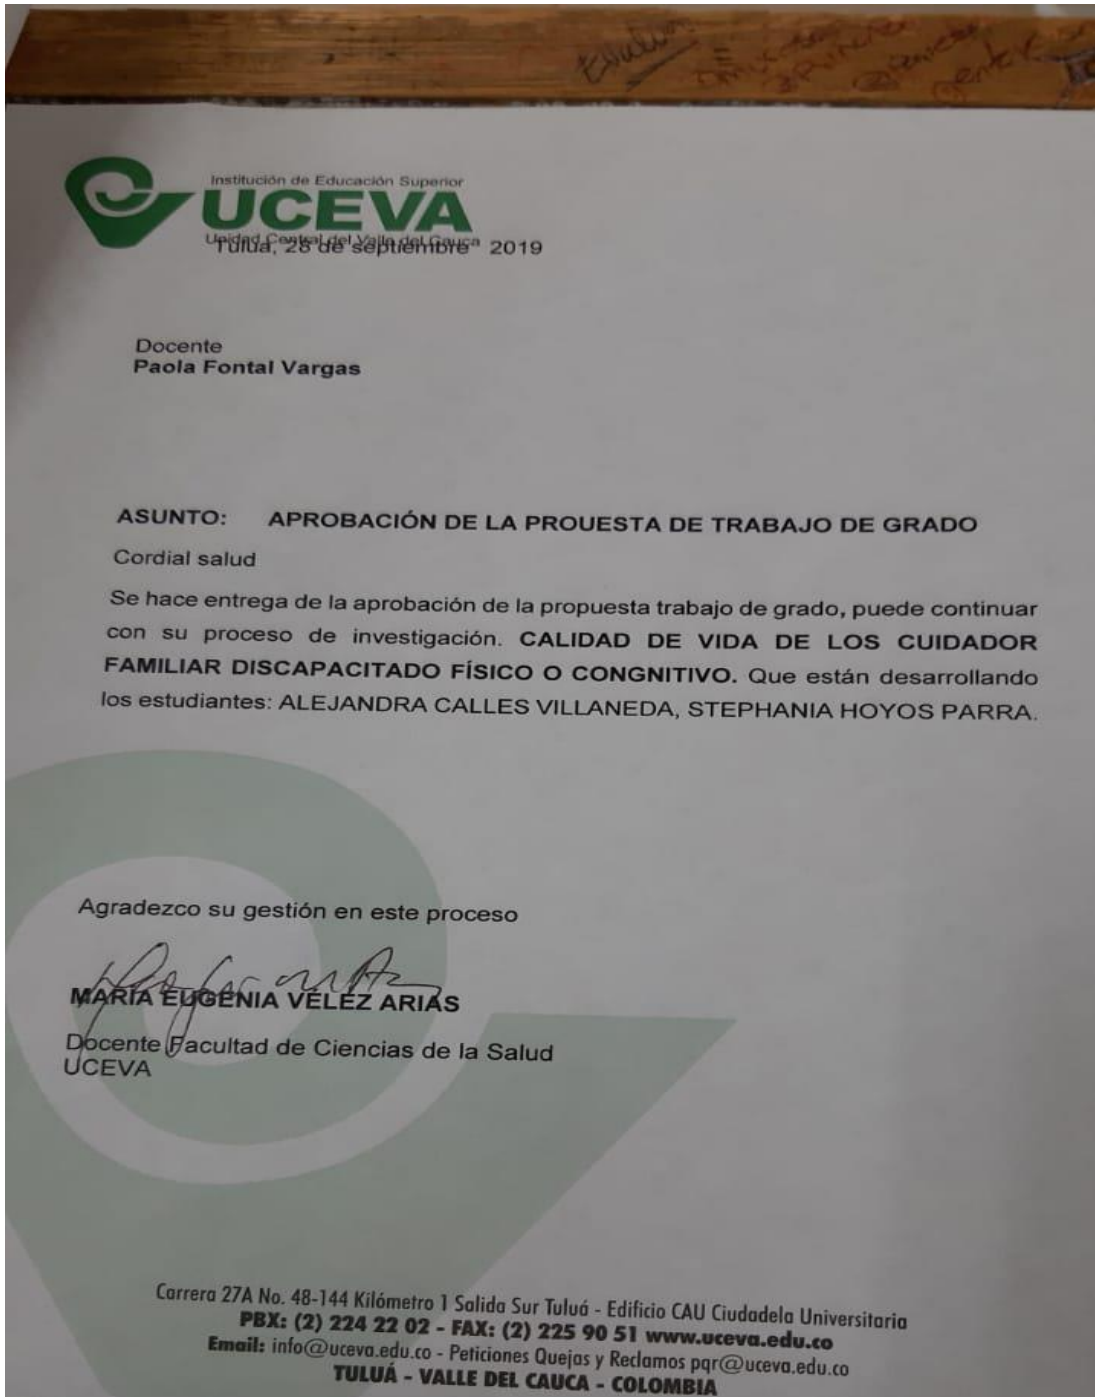 Institución de Educación Superior
UCEVA
Unidad Central del Valle del Cauca
Tuluá, 28 de septiembre 2019
Docente
Paola Fontal Vargas
ASUNTO: APROBACIÓN DE LA PROUESTA DE TRABAJO DE GRADO
Cordial salud
Se hace entrega de la aprobación de la propuesta trabajo de grado, puede continuar
con su proceso de investigación. CALIDAD DE VIDA DE LOS CUIDADOR
FAMILIAR DISCAPACITADO FÍSICO O CONGNITIVO. Que están desarrollando
los estudiantes: ALEJANDRA CALLES VILLANEDA, STEPHANIA HOYOS PARRA.
Agradezco su gestión en este proceso
MARÍA EUGENIA VÉLEZ ARIAS
Docente Facultad de Ciencias de la Salud
UCEVA
Carrera 27A No. 48-144 Kilómetro 1 Salida Sur Tuluá - Edificio CAU Ciudadela Universitaria
PBX: (2) 224 22 02 - FAX: (2) 225 90 51 www.uceva.edu.co
Email: info@uceva.edu.co - Peticiones Quejas y Reclamos pqr@uceva.edu.co
TULUÁ - VALLE DEL CAUCA - COLOMBIA